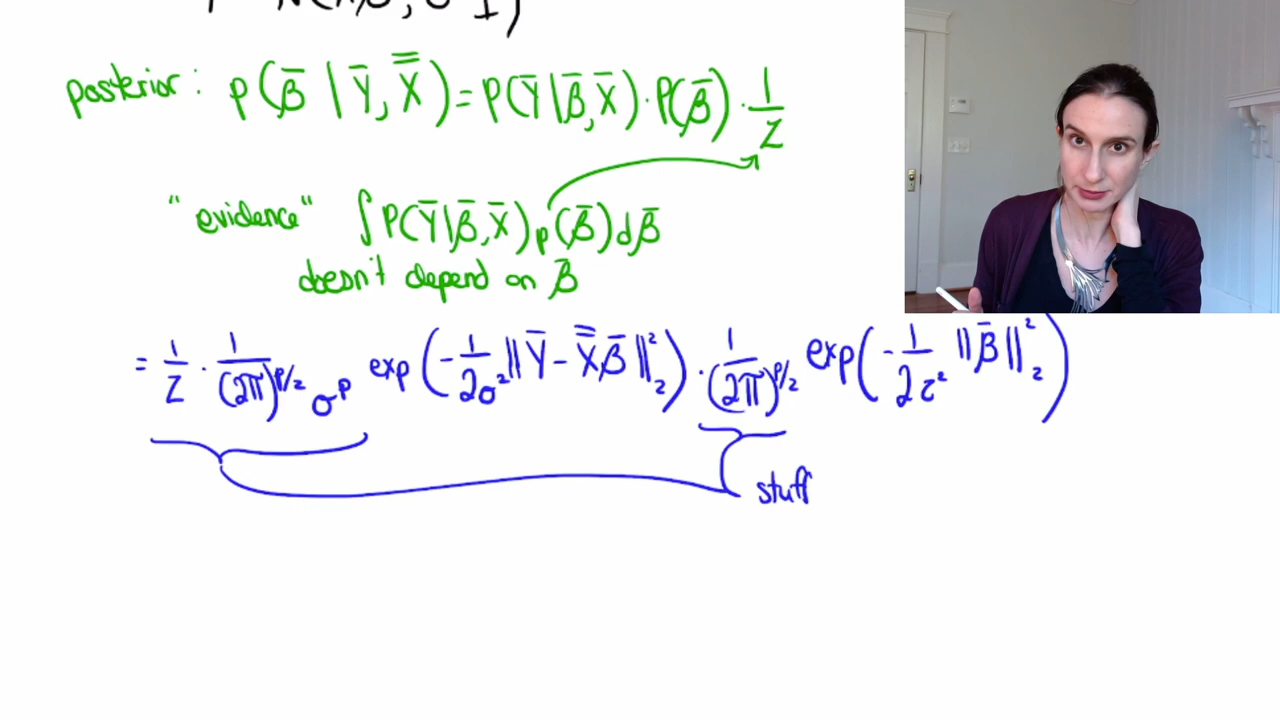 Y ~ N(X̄β̄, σ²I)
posterior: p(β̄ | Ȳ, X̿) = P(Ȳ|β̄,X̄)·P(β̄)·1/Z
"evidence" ∫P(Ȳ|β̄,X̄)p(β̄)dβ̄
doesn't depend on β̄
= 1/Z · 1/((2π)^{p/2} σ^p) exp(-1/(2σ²) ||Ȳ - X̿β̄||²₂) · 1/(2π)^{p/2} exp(-1/(2τ²) ||β̄||²₂)
stuff